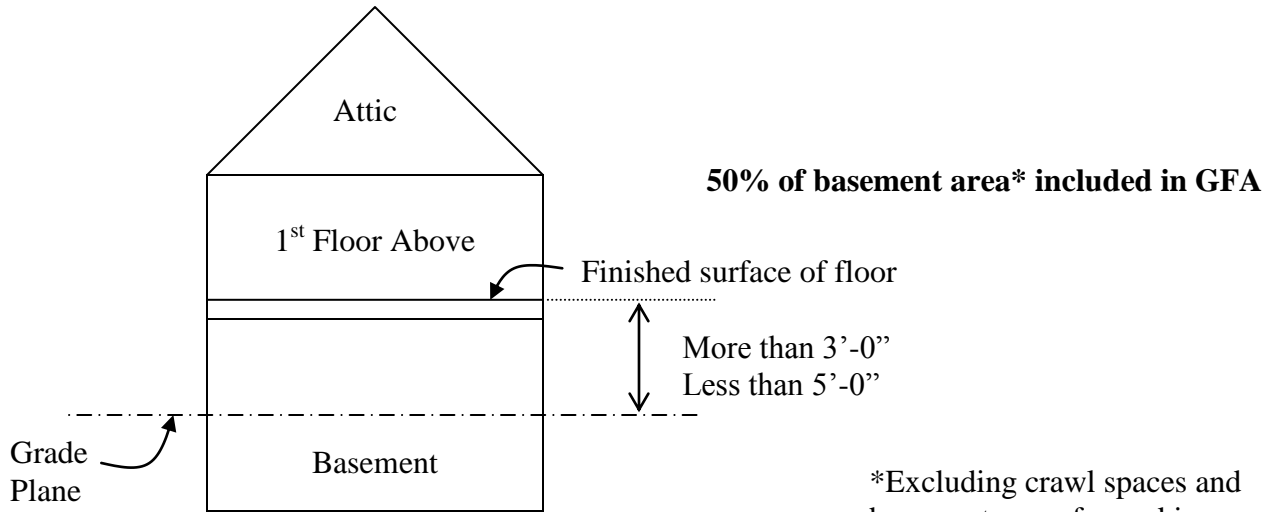 Attic
50% of basement area* included in GFA
1st Floor Above
Finished surface of floor
More than 3’-0”
Less than 5’-0”
Grade
Plane
Basement
*Excluding crawl spaces and